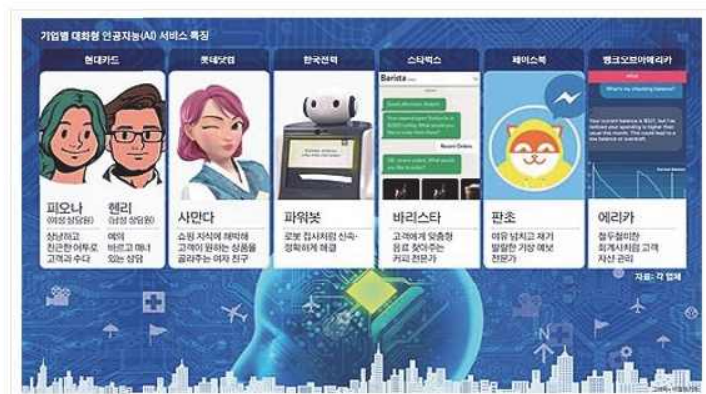 기업별 대화형 인공지능(AI) 서비스 특징
현대카드
롯데닷컴
한국전력
스타벅스
페이스북
뱅크오브아메리카
피오나
(여성 상담원)
상냥하고
친근한 어투로
고객과 수다
헨리
(남성 상담원)
예의
바르고 매너
있는 상담
사만다
쇼핑 지식에 해박해
고객이 원하는 상품을
골라주는 여자 친구
파워봇
로봇 집사처럼 신속·
정확하게 해결
Barista
바리스타
고객에게 맞춤형
음료 찾아주는
커피 전문가
판초
여유 넘치고 재기
발랄한 기상 예보
전문가
What's my checking balance?
에리카
철두철미한
회계사처럼 고객
자산 관리
자료: 각 업체
N